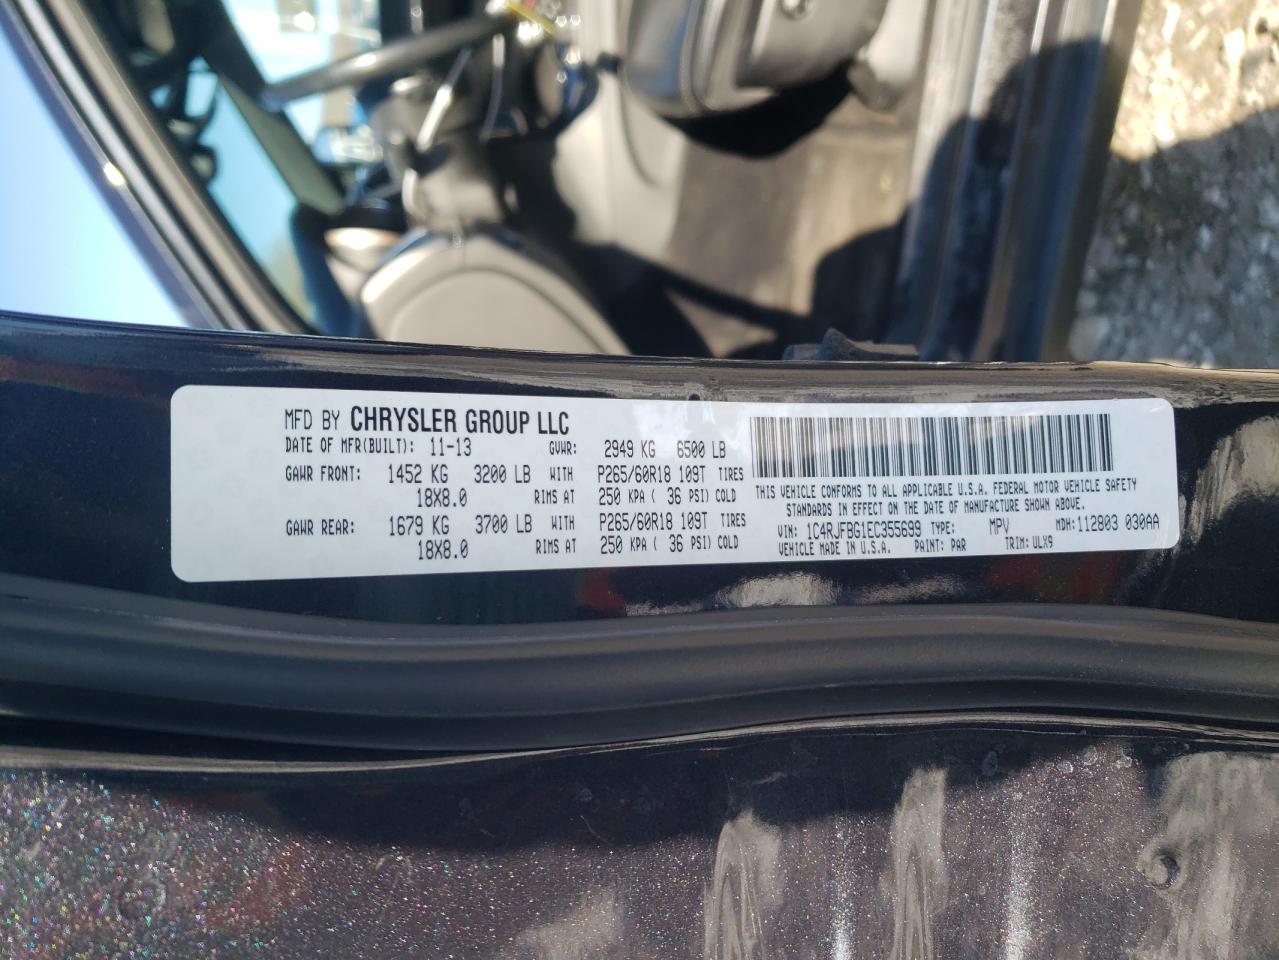 MFD BY CHRYSLER GROUP LLC
DATE OF MFR(BUILT): 11-13 GVWR: 2949 KG 6500 LB
GAWR FRONT: 1452 KG 3200 LB WITH P265/60R18 109T TIRES
18X8.0 RIMS AT 250 KPA ( 36 PSI) COLD
GAWR REAR: 1679 KG 3700 LB WITH P265/60R18 109T TIRES
18X8.0 RIMS AT 250 KPA ( 36 PSI) COLD
THIS VEHICLE CONFORMS TO ALL APPLICABLE U.S.A. FEDERAL MOTOR VEHICLE SAFETY
STANDARDS IN EFFECT ON THE DATE OF MANUFACTURE SHOWN ABOVE.
VIN: 1C4RJFBG1EC355699 TYPE: MPV MDH: 112803 030AA
VEHICLE MADE IN U.S.A. PAINT: PAR TRIM: ULX9